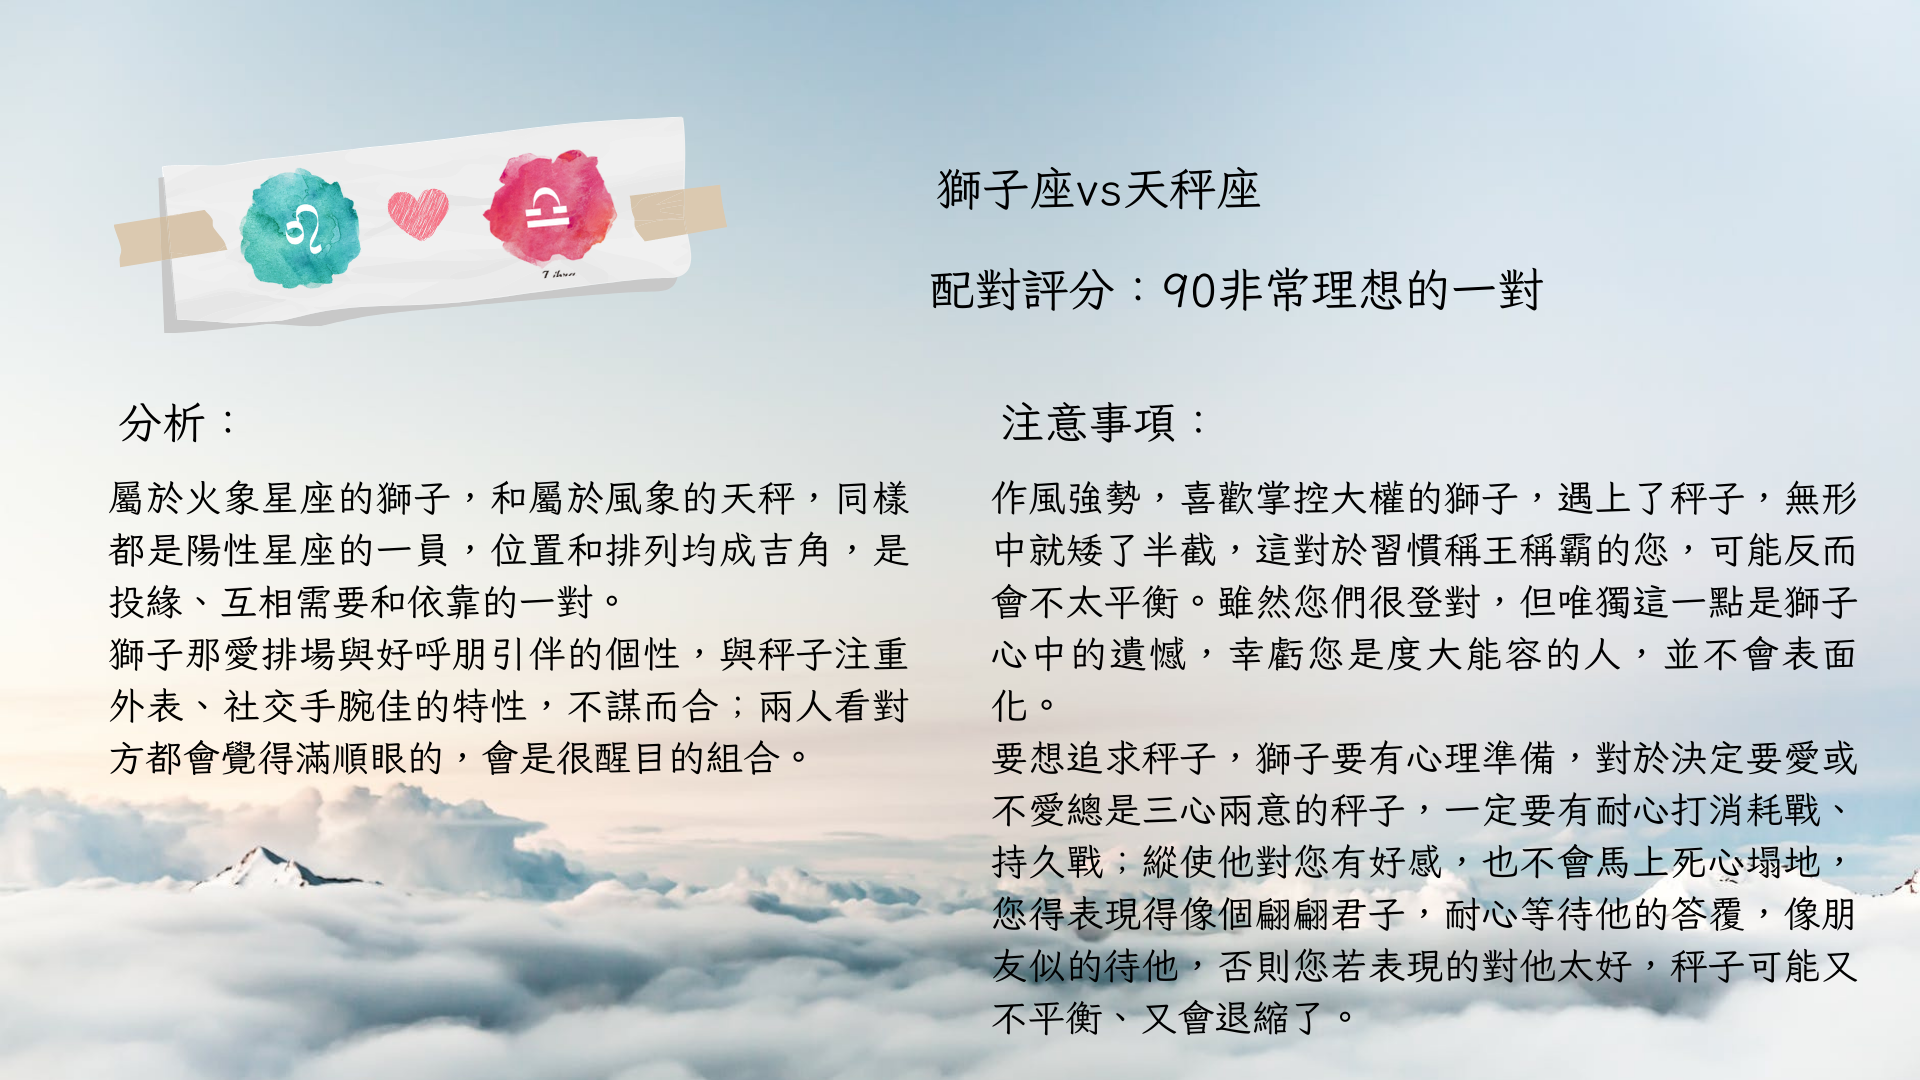 獅子座vs天秤座
配對評分：90非常理想的一對
分析：
屬於火象星座的獅子，和屬於風象的天秤，同樣
都是陽性星座的一員，位置和排列均成吉角，是
投緣、互相需要和依靠的一對。
獅子那愛排場與好呼朋引伴的個性，與秤子注重
外表、社交手腕佳的特性，不謀而合；兩人看對
方都會覺得滿順眼的，會是很醒目的組合。
注意事項：
作風強勢，喜歡掌控大權的獅子，遇上了秤子，無形
中就矮了半截，這對於習慣稱王稱霸的您，可能反而
會不太平衡。雖然您們很登對，但唯獨這一點是獅子
心中的遺憾，幸虧您是度大能容的人，並不會表面
化。
要想追求秤子，獅子要有心理準備，對於決定要愛或
不愛總是三心兩意的秤子，一定要有耐心打消耗戰、
持久戰；縱使他對您有好感，也不會馬上死心塌地，
您得表現得像個翩翩君子，耐心等待他的答覆，像朋
友似的待他，否則您若表現的對他太好，秤子可能又
不平衡、又會退縮了。